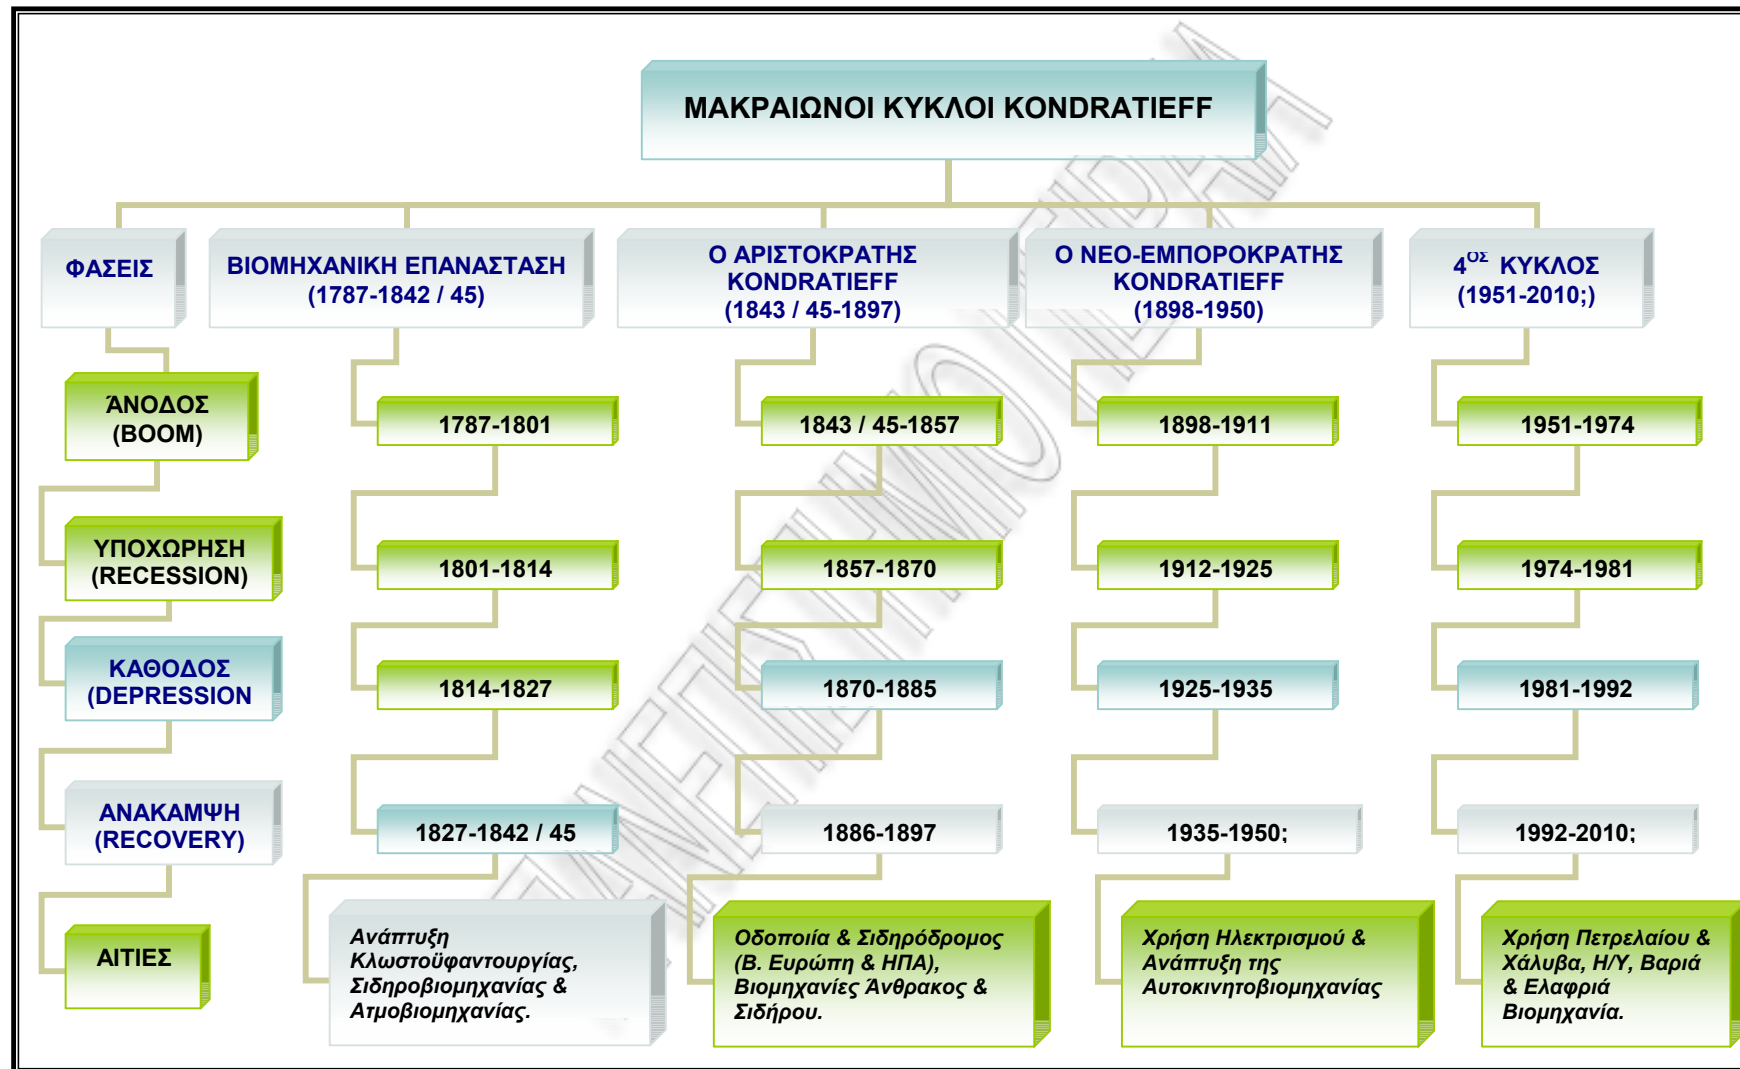 ΜΑΚΡΑΙΩΝΟΙ ΚΥΚΛΟΙ KONDRATIEFF
ΦΑΣΕΙΣ
ΒΙΟΜΗΧΑΝΙΚΗ ΕΠΑΝΑΣΤΑΣΗ
(1787-1842 / 45)
Ο ΑΡΙΣΤΟΚΡΑΤΗΣ
KONDRATIEFF
(1843 / 45-1897)
Ο ΝΕΟ-ΕΜΠΟΡΟΚΡΑΤΗΣ
KONDRATIEFF
(1898-1950)
4ΟΣ ΚΥΚΛΟΣ
(1951-2010;)
ΆΝΟΔΟΣ
(BOOM)
1787-1801
1843 / 45-1857
1898-1911
1951-1974
ΥΠΟΧΩΡΗΣΗ
(RECESSION)
1801-1814
1857-1870
1912-1925
1974-1981
ΚΑΘΟΔΟΣ
(DEPRESSION
1814-1827
1870-1885
1925-1935
1981-1992
ΑΝΑΚΑΜΨΗ
(RECOVERY)
1827-1842 / 45
1886-1897
1935-1950;
1992-2010;
ΑΙΤΙΕΣ
Ανάπτυξη
Κλωστοϋφαντουργίας,
Σιδηροβιομηχανίας &
Ατμοβιομηχανίας.
Οδοποιία & Σιδηρόδρομος
(Β. Ευρώπη & ΗΠΑ),
Βιομηχανίες Άνθρακος &
Σιδήρου.
Χρήση Ηλεκτρισμού &
Ανάπτυξη της
Αυτοκινητοβιομηχανίας
Χρήση Πετρελαίου &
Χάλυβα, Η/Υ, Βαριά
& Ελαφριά
Βιομηχανία.